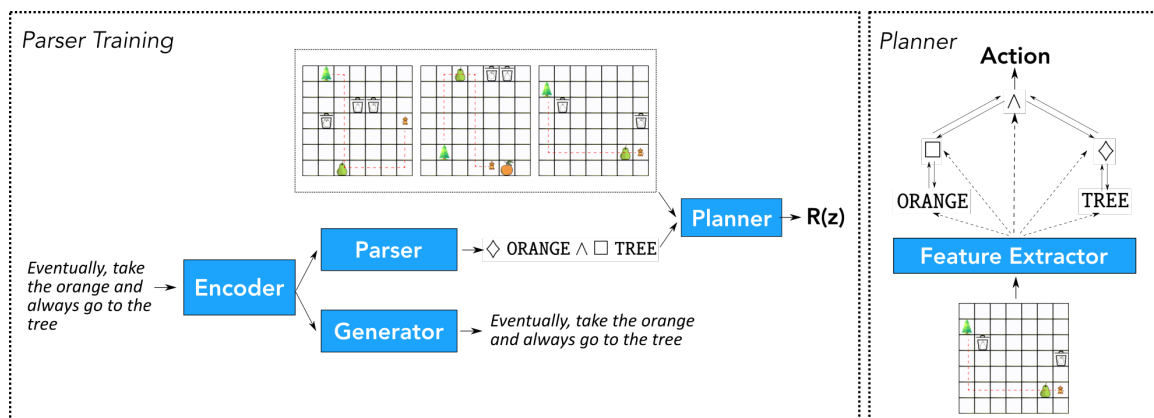 Parser Training
Eventually, take
the orange and
always go to the
tree
Encoder
Parser
◇ ORANGE ∧ □ TREE
Planner
R(z)
Generator
Eventually, take the orange
and always go to the tree
Planner
Action
∧
□
◇
ORANGE
TREE
Feature Extractor